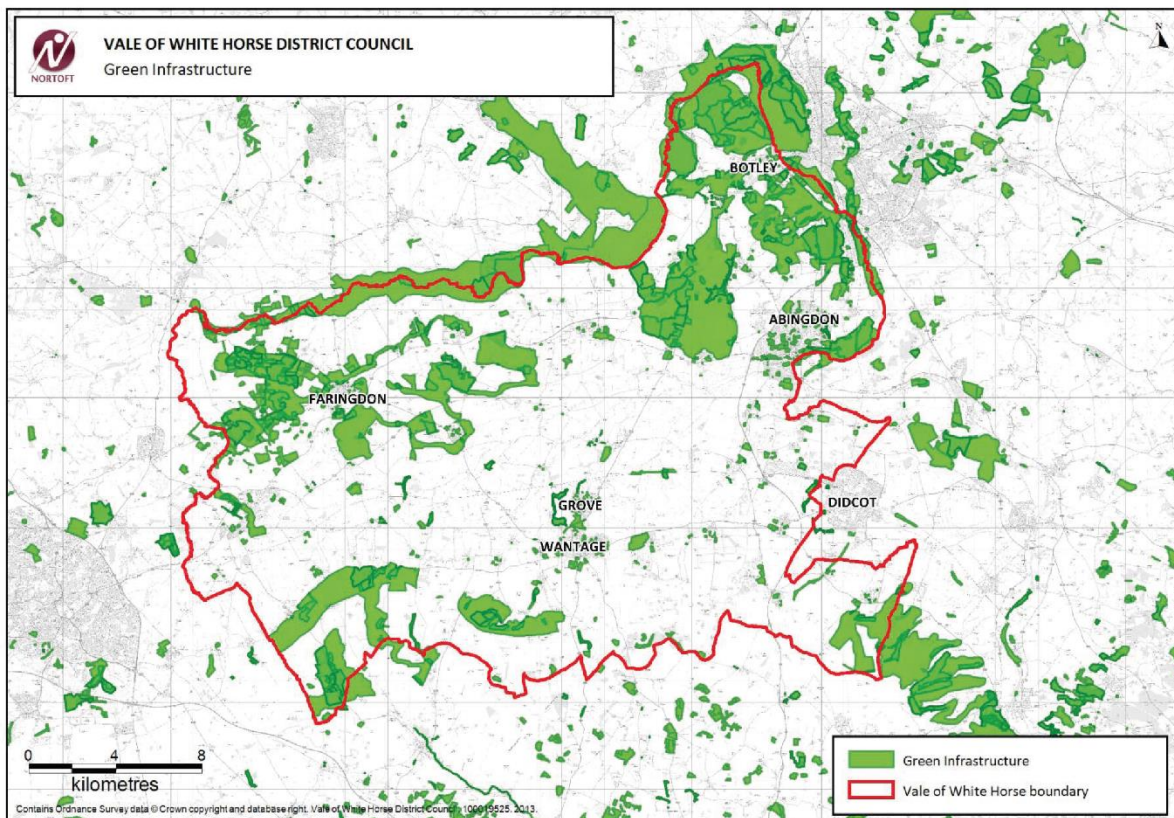 VALE OF WHITE HORSE DISTRICT COUNCIL
Green Infrastructure
NORTOFT
N
BOTLEY
ABINGDON
FARINGDON
GROVE
DIDCOT
WANTAGE
0 4 8
kilometres
Green Infrastructure
Vale of White Horse boundary
Contains Ordnance Survey data © Crown copyright and database right. Vale of White Horse District Council 100019525. 2013.